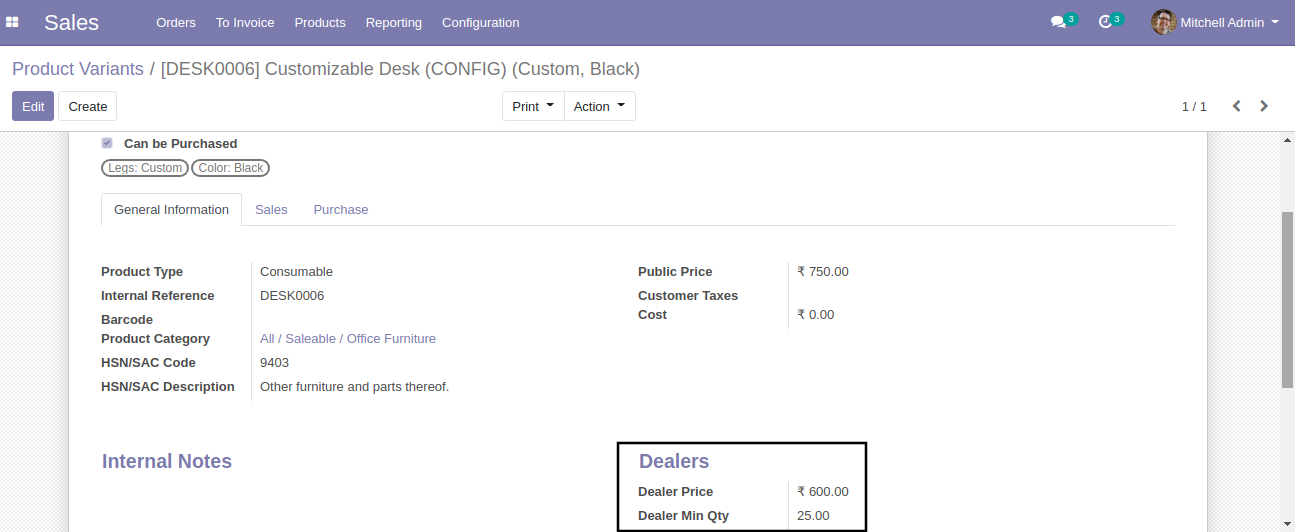 Sales Orders To Invoice Products Reporting Configuration 3 3 Mitchell Admin
Product Variants / [DESK0006] Customizable Desk (CONFIG) (Custom, Black)
Edit Create Print Action 1 / 1
Can be Purchased
Legs: Custom Color: Black
General Information Sales Purchase
Product Type Consumable Public Price ₹ 750.00
Internal Reference DESK0006 Customer Taxes
Barcode Cost ₹ 0.00
Product Category All / Saleable / Office Furniture
HSN/SAC Code 9403
HSN/SAC Description Other furniture and parts thereof.
Internal Notes Dealers
Dealer Price ₹ 600.00
Dealer Min Qty 25.00